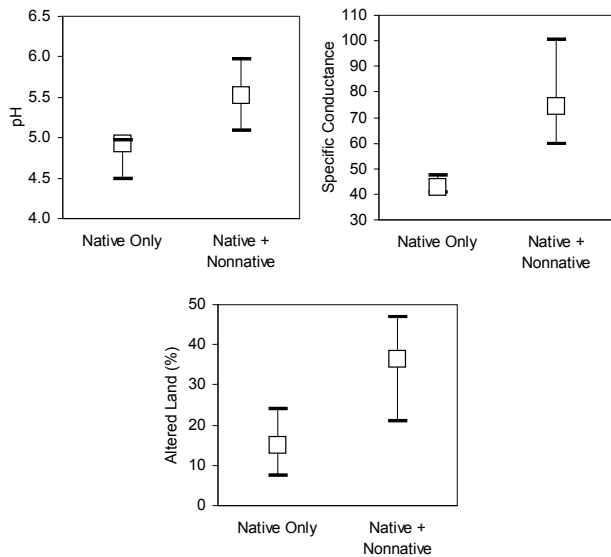 6.5
6.0
5.5
5.0
4.5
4.0
pH
Native Only
Native +
Nonnative
110
100
90
80
70
60
50
40
30
Specific Conductance
Native Only
Native +
Nonnative
50
40
30
20
10
0
Altered Land (%)
Native Only
Native +
Nonnative